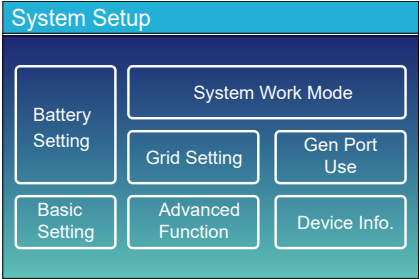 System Setup
Battery
Setting
System Work Mode
Grid Setting
Gen Port
Use
Basic
Setting
Advanced
Function
Device Info.